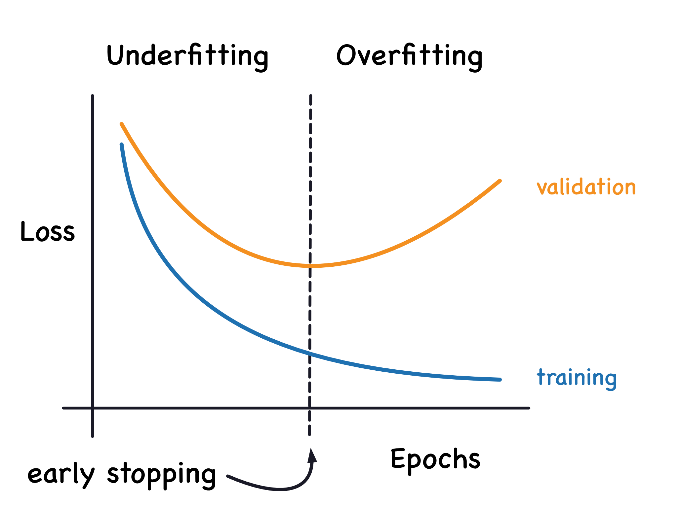 Underfitting
Overfitting
validation
Loss
training
Epochs
early stopping